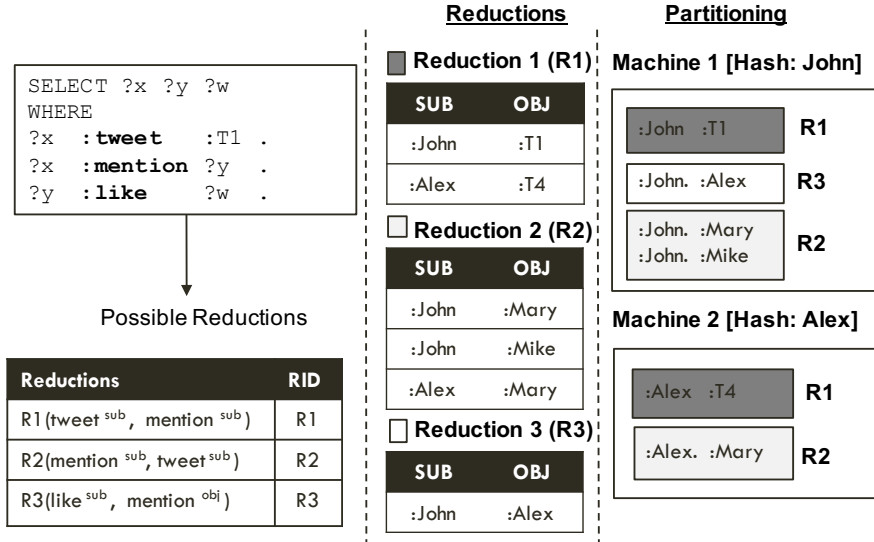 SELECT ?x ?y ?w
WHERE
?x :tweet :T1 .
?x :mention ?y .
?y :like ?w .
Possible Reductions
Reductions RID
R1(tweet sub, mention sub) R1
R2(mention sub, tweet sub) R2
R3(like sub, mention obj) R3
Reductions
Reduction 1 (R1)
SUB OBJ
:John :T1
:Alex :T4
Reduction 2 (R2)
SUB OBJ
:John :Mary
:John :Mike
:Alex :Mary
Reduction 3 (R3)
SUB OBJ
:John :Alex
Partitioning
Machine 1 [Hash: John]
:John :T1 R1
:John. :Alex R3
:John. :Mary
:John. :Mike
R2
Machine 2 [Hash: Alex]
:Alex :T4 R1
:Alex. :Mary R2